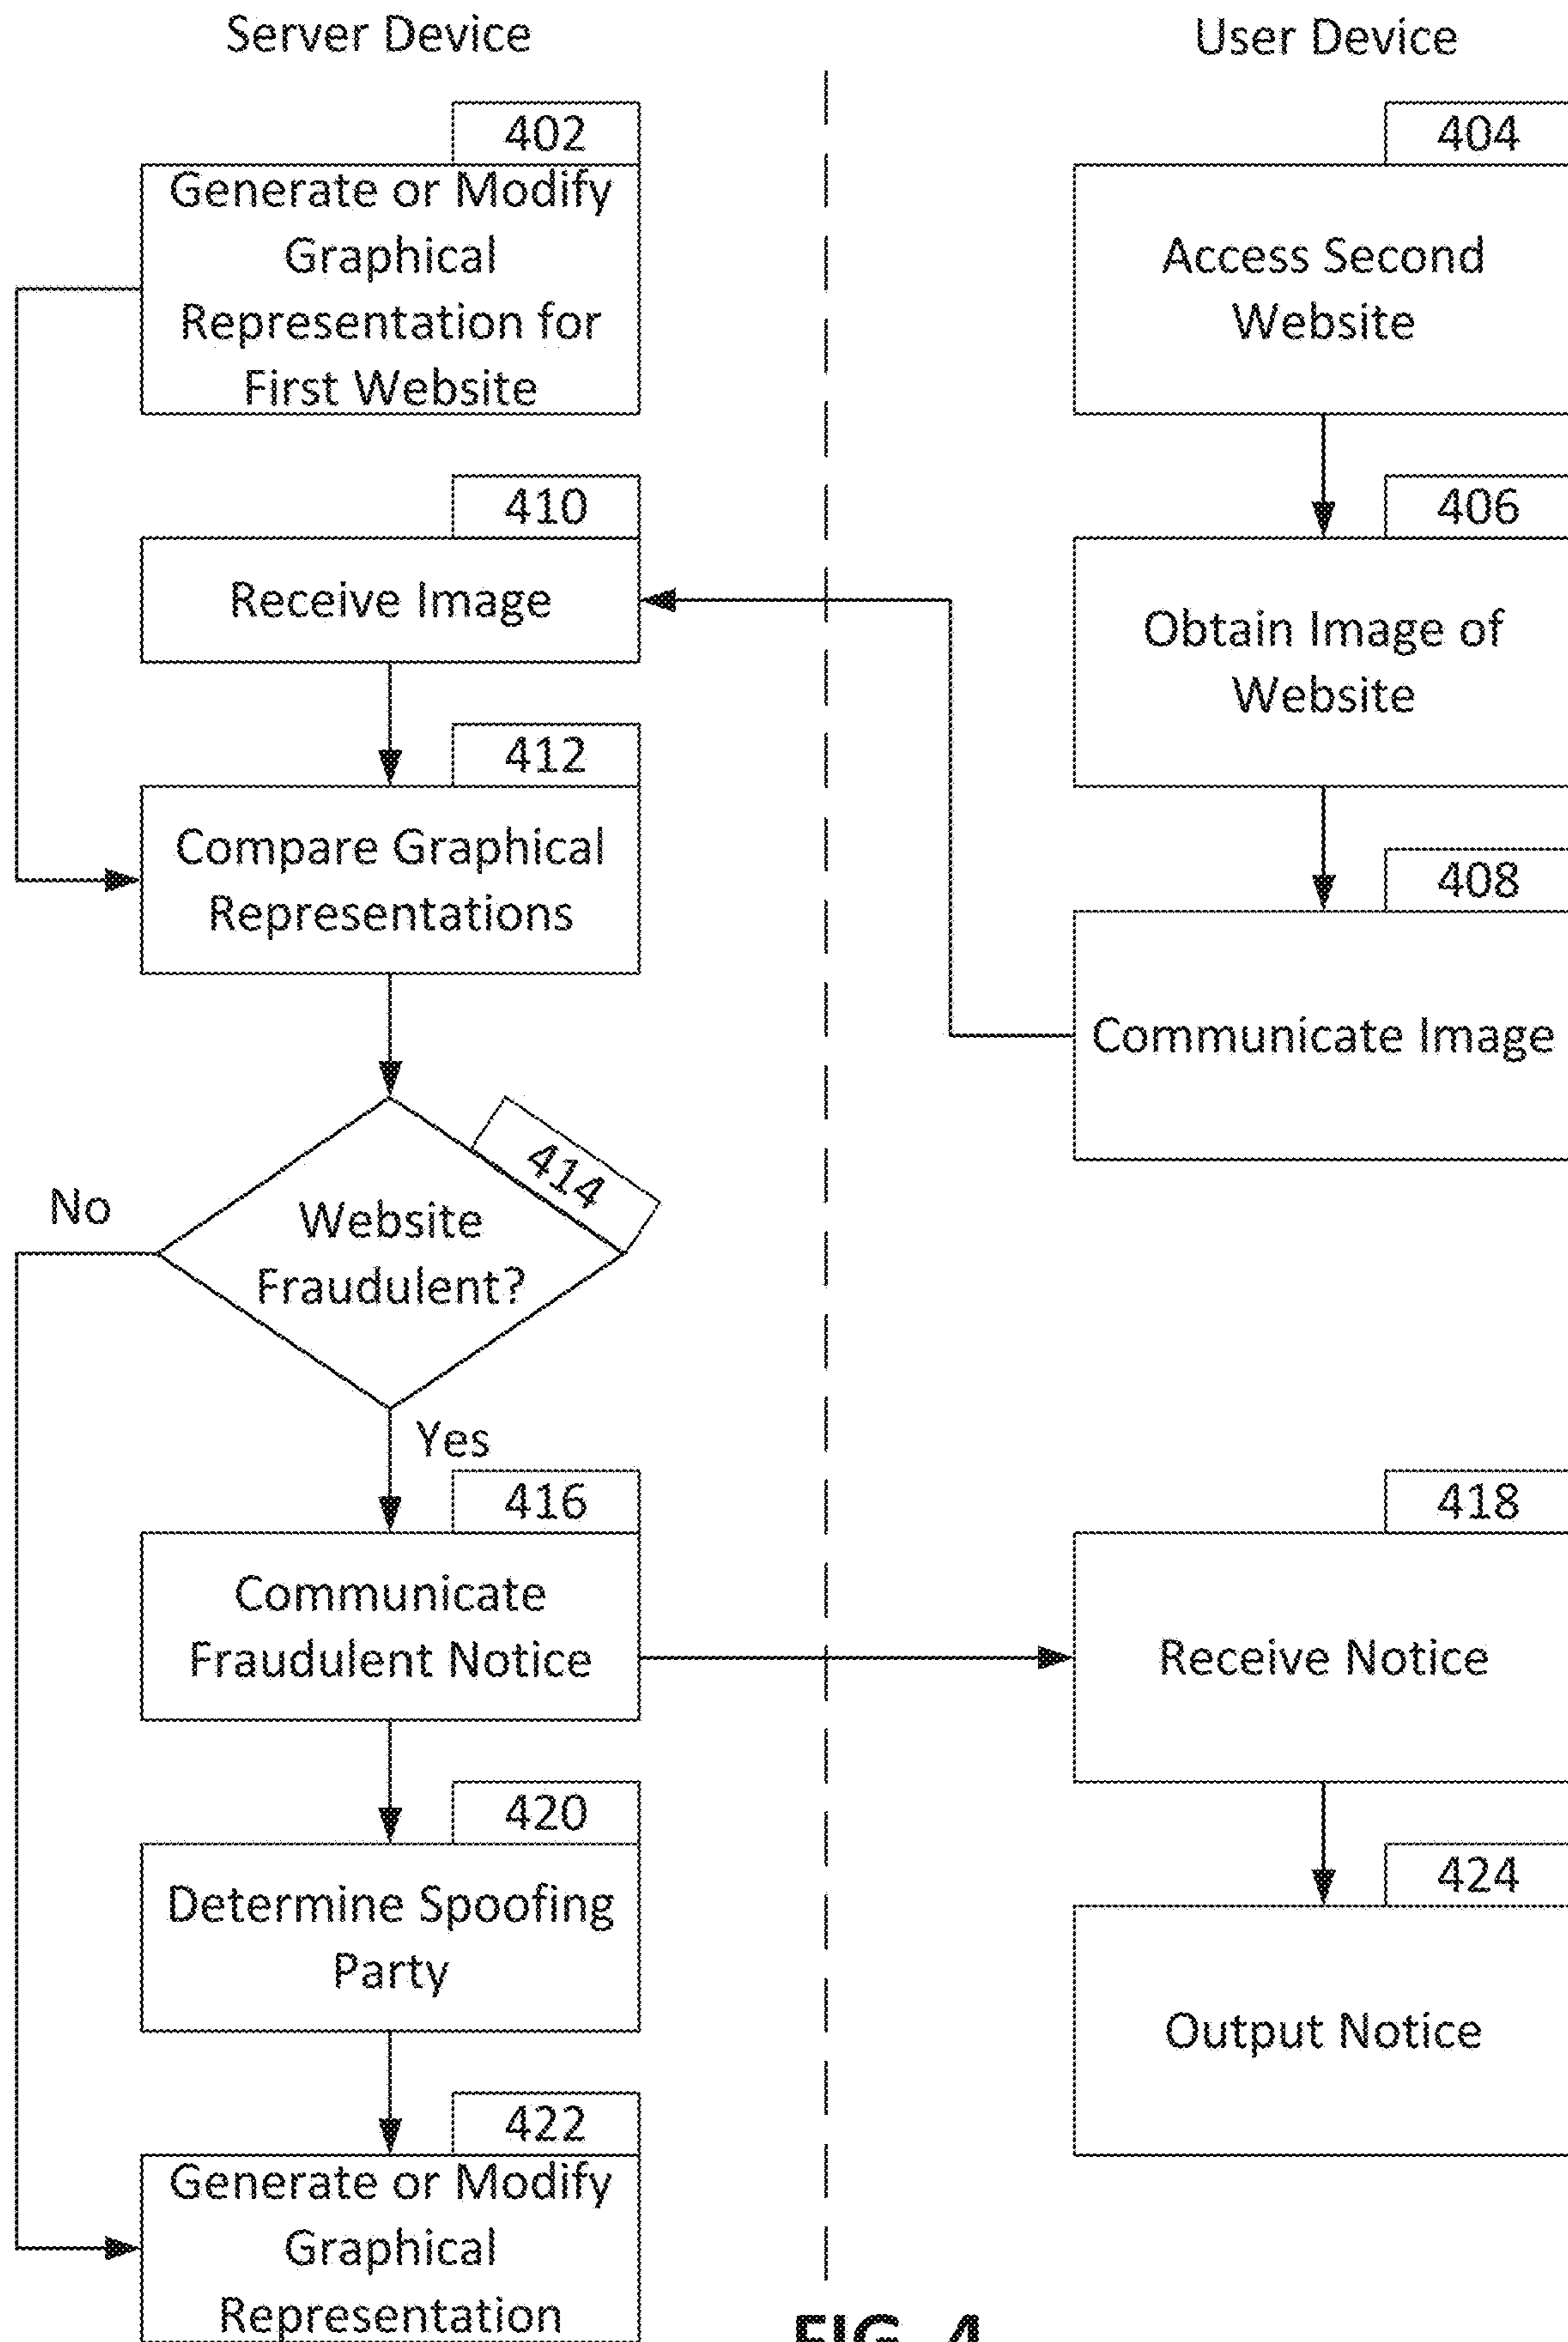 Server Device
User Device
402
Generate or Modify
Graphical
Representation for
First Website
404
Access Second
Website
410
Receive Image
406
Obtain Image of
Website
412
Compare Graphical
Representations
408
Communicate Image
414
Website
Fraudulent?
No
Yes
416
Communicate
Fraudulent Notice
418
Receive Notice
420
Determine Spoofing
Party
424
Output Notice
422
Generate or Modify
Graphical
Representation
FIG. 4